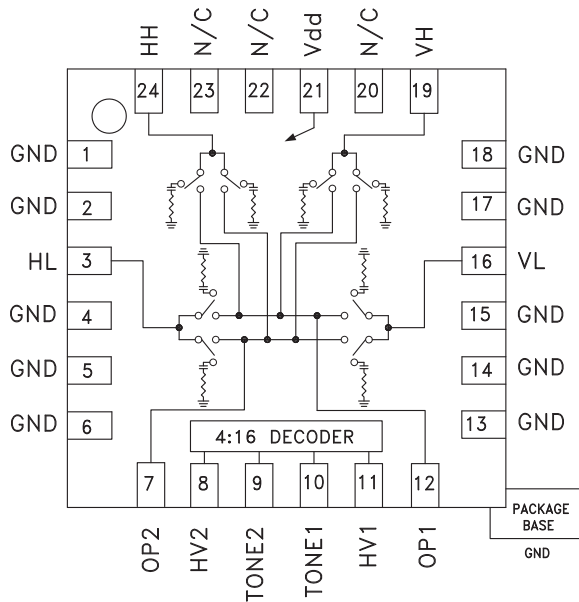 HH
N/C
N/C
Vdd
N/C
VH
24
23
22
21
20
19
GND 1
18 GND
GND 2
17 GND
HL 3
16 VL
GND 4
15 GND
GND 5
14 GND
GND 6
13 GND
4:16 DECODER
7
8
9
10
11
12
OP2
HV2
TONE2
TONE1
HV1
OP1
PACKAGE
BASE
GND